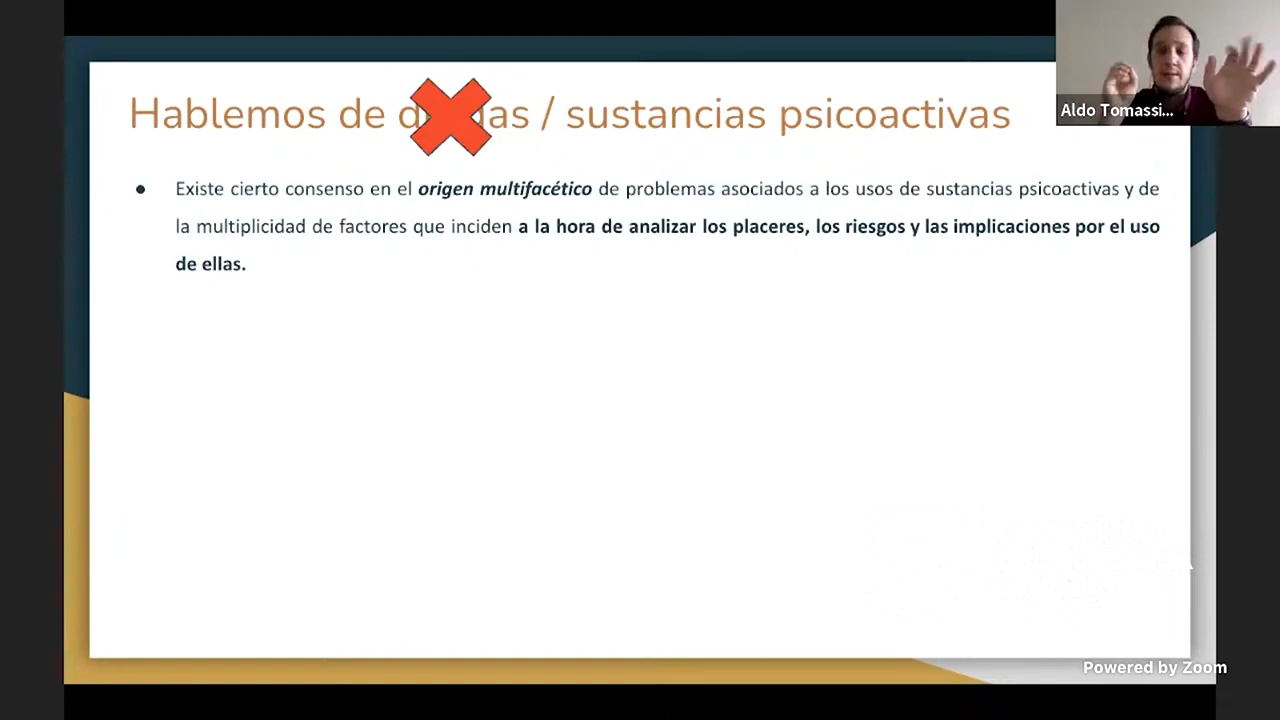 Hablemos de / sustancias psicoactivas
Aldo Tomassi...
● Existe cierto consenso en el origen multifacético de problemas asociados a los usos de sustancias psicoactivas y de
la multiplicidad de factores que inciden a la hora de analizar los placeres, los riesgos y las implicaciones por el uso
de ellas.
Powered by Zoom